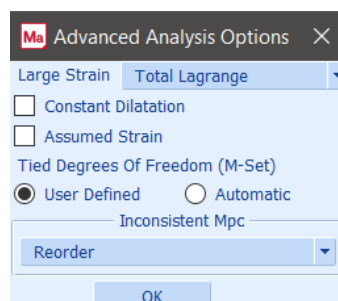 Ma Advanced Analysis Options
Large Strain Total Lagrange
Constant Dilatation
Assumed Strain
Tied Degrees Of Freedom (M-Set)
User Defined Automatic
Inconsistent Mpc
Reorder
OK